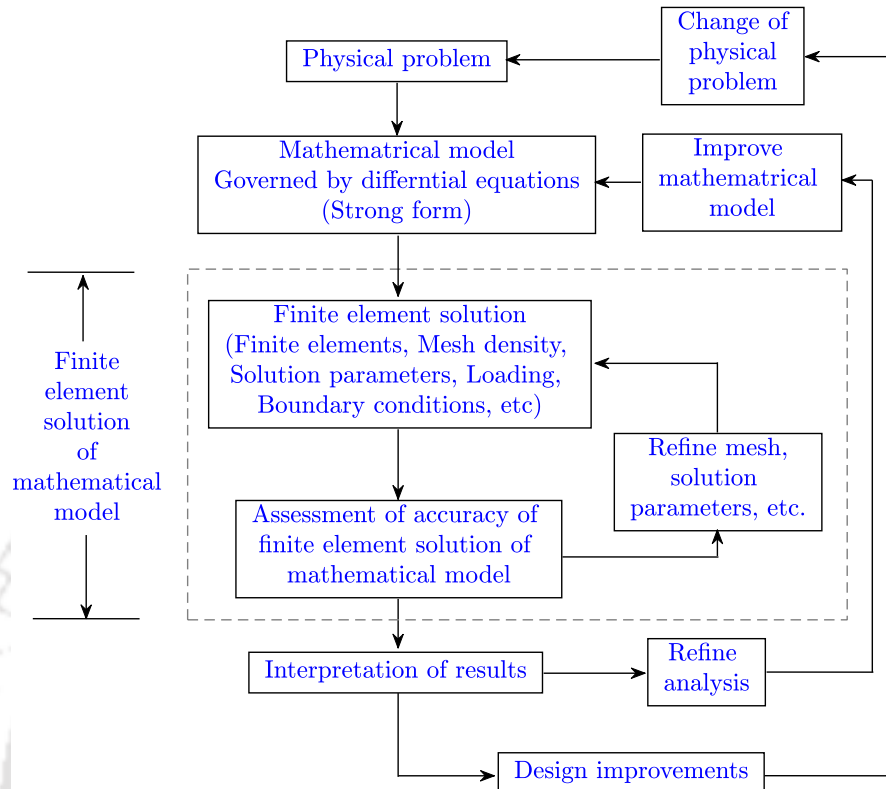 Change of
physical
problem
Physical problem
Mathematrical model
Governed by differntial equations
(Strong form)
Improve
mathematrical
model
Finite element solution
(Finite elements, Mesh density,
Solution parameters, Loading,
Boundary conditions, etc)
Finite
element
solution
of
mathematical
model
Refine mesh,
solution
parameters, etc.
Assessment of accuracy of
finite element solution of
mathematical model
Interpretation of results
Refine
analysis
Design improvements